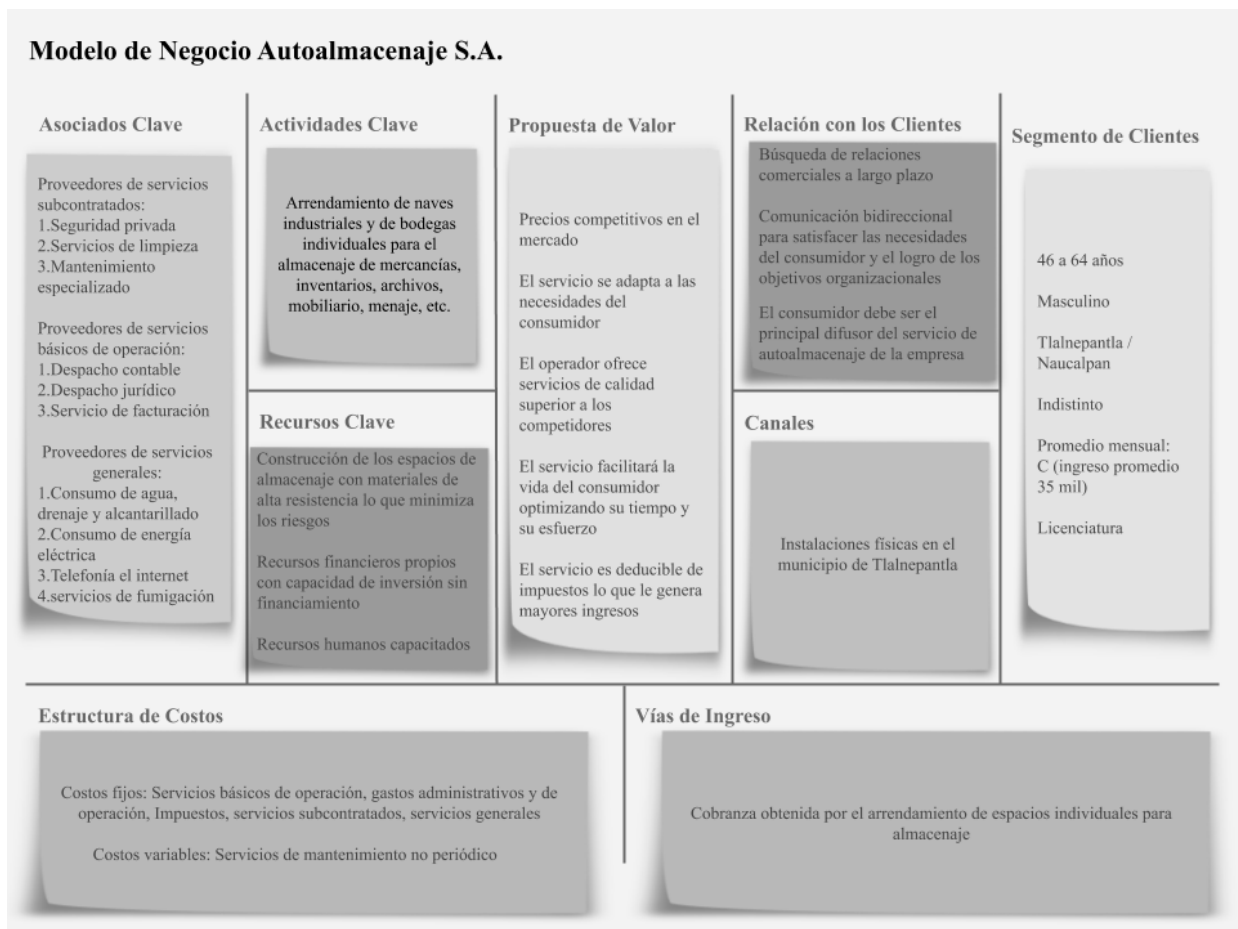 Modelo de Negocio Autoalmacenaje S.A.
Asociados Clave
Proveedores de servicios
subcontratados:
1.Seguridad privada
2.Servicios de limpieza
3.Mantenimiento
especializado
Proveedores de servicios
básicos de operación:
1.Despacho contable
2.Despacho jurídico
3.Servicio de facturación
Proveedores de servicios
generales:
1.Consumo de agua,
drenaje y alcantarillado
2.Consumo de energía
eléctrica
3.Telefonía el internet
4.servicios de fumigación
Actividades Clave
Arrendamiento de naves
industriales y de bodegas
individuales para el
almacenaje de mercancías,
inventarios, archivos,
mobiliario, menaje, etc.
Recursos Clave
Construcción de los espacios de
almacenaje con materiales de
alta resistencia lo que minimiza
los riesgos
Recursos financieros propios
con capacidad de inversión sin
financiamiento
Recursos humanos capacitados
Propuesta de Valor
Precios competitivos en el
mercado
El servicio se adapta a las
necesidades del
consumidor
El operador ofrece
servicios de calidad
superior a los
competidores
El servicio facilitará la
vida del consumidor
optimizando su tiempo y
su esfuerzo
El servicio es deducible de
impuestos lo que le genera
mayores ingresos
Relación con los Clientes
Búsqueda de relaciones
comerciales a largo plazo
Comunicación bidireccional
para satisfacer las necesidades
del consumidor y el logro de los
objetivos organizacionales
El consumidor debe ser el
principal difusor del servicio de
autoalmacenaje de la empresa
Canales
Instalaciones físicas en el
municipio de Tlalnepantla
Segmento de Clientes
46 a 64 años
Masculino
Tlalnepantla /
Naucalpan
Indistinto
Promedio mensual:
C (ingreso promedio
35 mil)
Licenciatura
Estructura de Costos
Costos fijos: Servicios básicos de operación, gastos administrativos y de
operación, Impuestos, servicios subcontratados, servicios generales
Costos variables: Servicios de mantenimiento no periódico
Vías de Ingreso
Cobranza obtenida por el arrendamiento de espacios individuales para
almacenaje